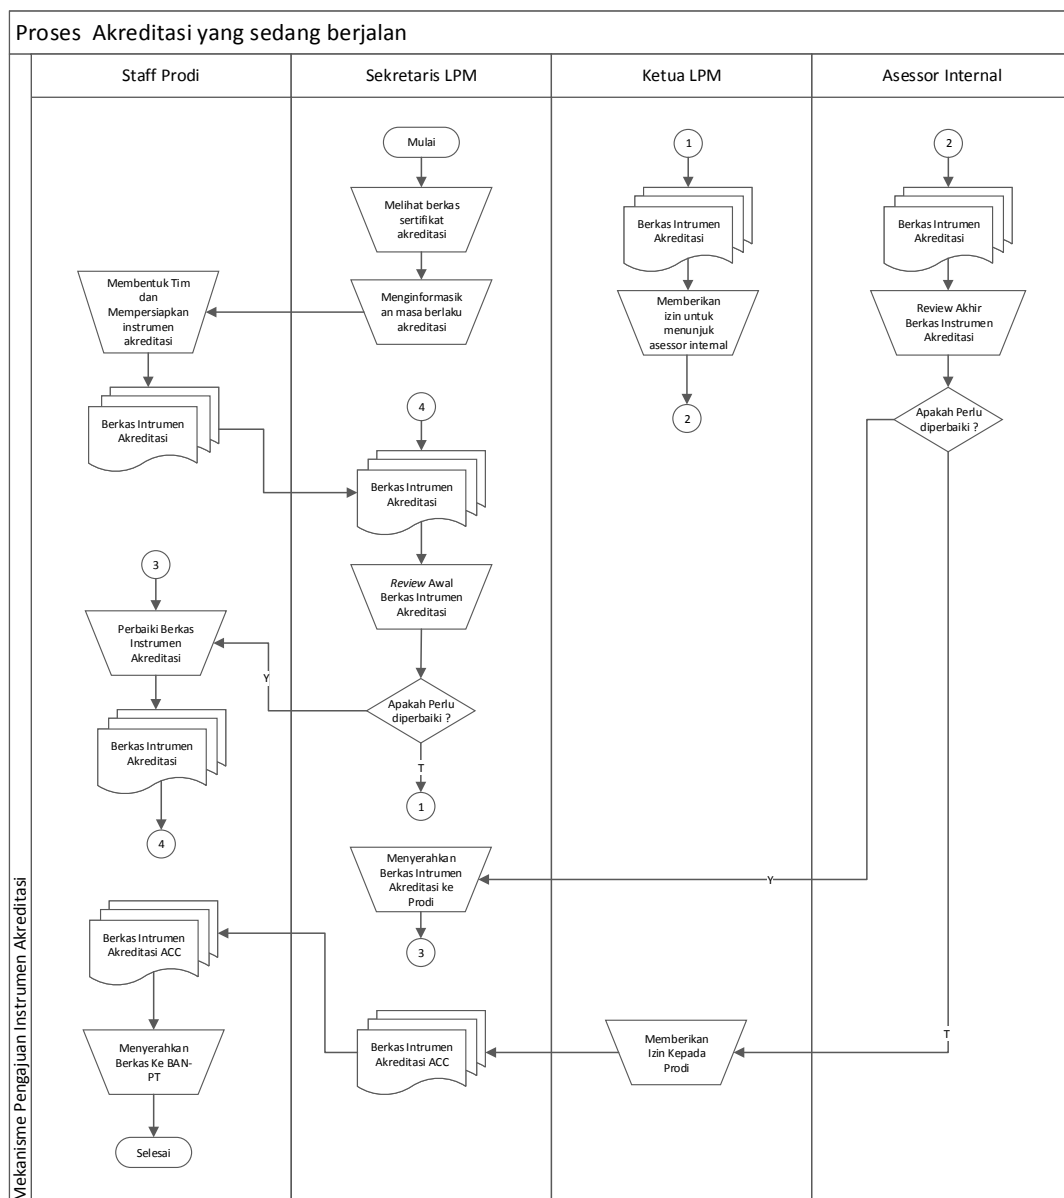 Proses Akreditasi yang sedang berjalan
Staff Prodi
Sekretaris LPM
Ketua LPM
Asessor Internal
Mekanisme Pengajuan Instrumen Akreditasi
Mulai
Melihat berkas
sertifikat
akreditasi
Menginformasik
an masa berlaku
akreditasi
Membentuk Tim
dan
Mempersiapkan
instrumen
akreditasi
Berkas Intrumen
Akreditasi
4
Berkas Intrumen
Akreditasi
Review Awal
Berkas Intrumen
Akreditasi
Apakah Perlu
diperbaiki ?
Y
T
1
3
Perbaiki Berkas
Instrumen
Akreditasi
Berkas Intrumen
Akreditasi
4
1
Berkas Intrumen
Akreditasi
Memberikan
izin untuk
menunjuk
asessor internal
2
2
Berkas Intrumen
Akreditasi
Review Akhir
Berkas Instrumen
Akreditasi
Apakah Perlu
diperbaiki ?
Y
T
Menyerahkan
Berkas Intrumen
Akreditasi ke
Prodi
3
Memberikan
Izin Kepada
Prodi
Berkas Intrumen
Akreditasi ACC
Berkas Intrumen
Akreditasi ACC
Menyerahkan
Berkas Ke BAN-
PT
Selesai